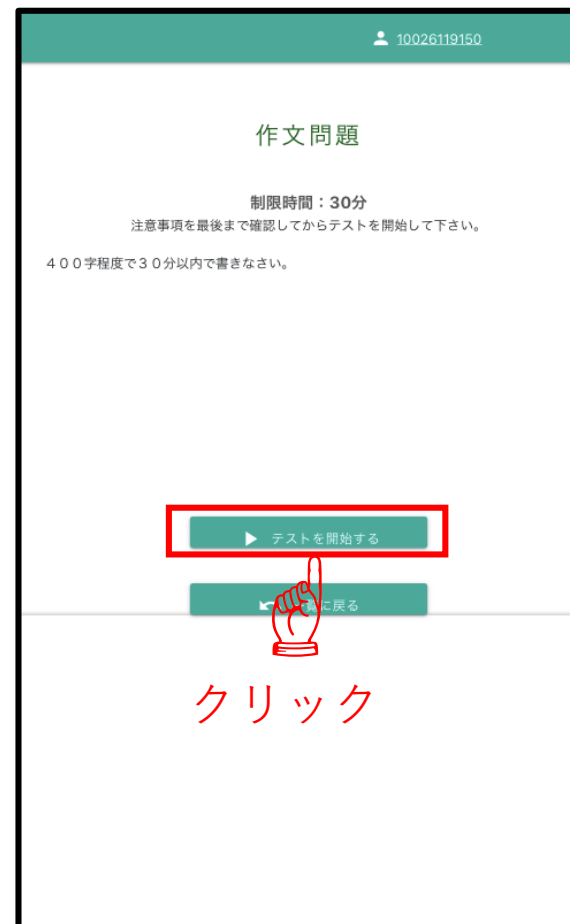 10026119150
作文問題
制限時間：30分
注意事項を最後まで確認してからテストを開始して下さい。
４００字程度で３０分以内で書きなさい。
テストを開始する
に戻る
クリック